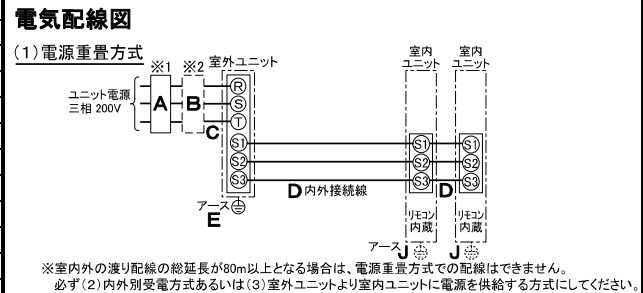 電気配線図
(1)電源重畳方式
※1
※2
室外ユニット
室内
ユニット
室内
ユニット
ユニット電源
三相 200V
A
B
C
R
S
T
S1
S2
S3
S1
S2
S3
S1
S2
S3
D内外接続線
D
アース
E
リモコン
内蔵
リモコン
内蔵
アース J
J
※室内外の渡り配線の総延長が80m以上となる場合は、電源重畳方式での配線はできません。
必ず(2)内外別受電方式あるいは(3)室外ユニットより室内ユニットに電源を供給する方式にしてください。